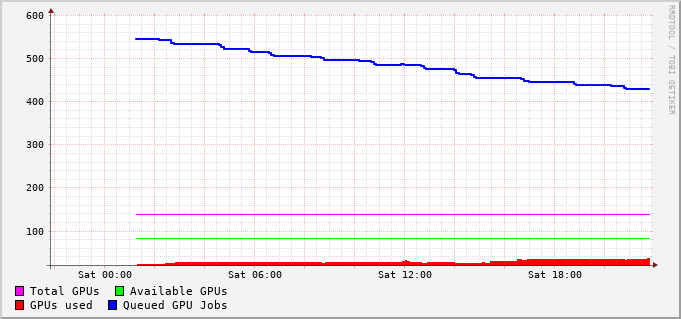 600
500
400
300
200
100
Sat 00:00 Sat 06:00 Sat 12:00 Sat 18:00
Total GPUs Available GPUs
GPUs used Queued GPU Jobs
RRDTOOL / TOBI OETIKER